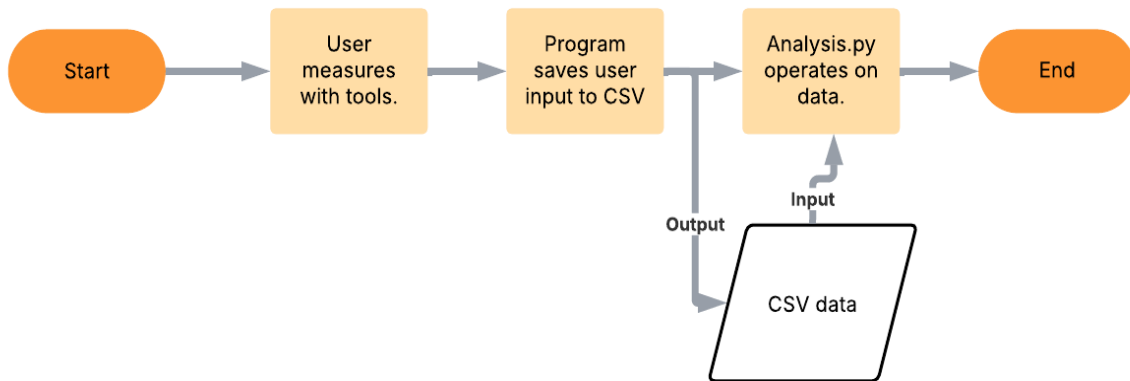 Start
User
measures
with tools.
Program
saves user
input to CSV
Analysis.py
operates on
data.
End
Output
Input
CSV data